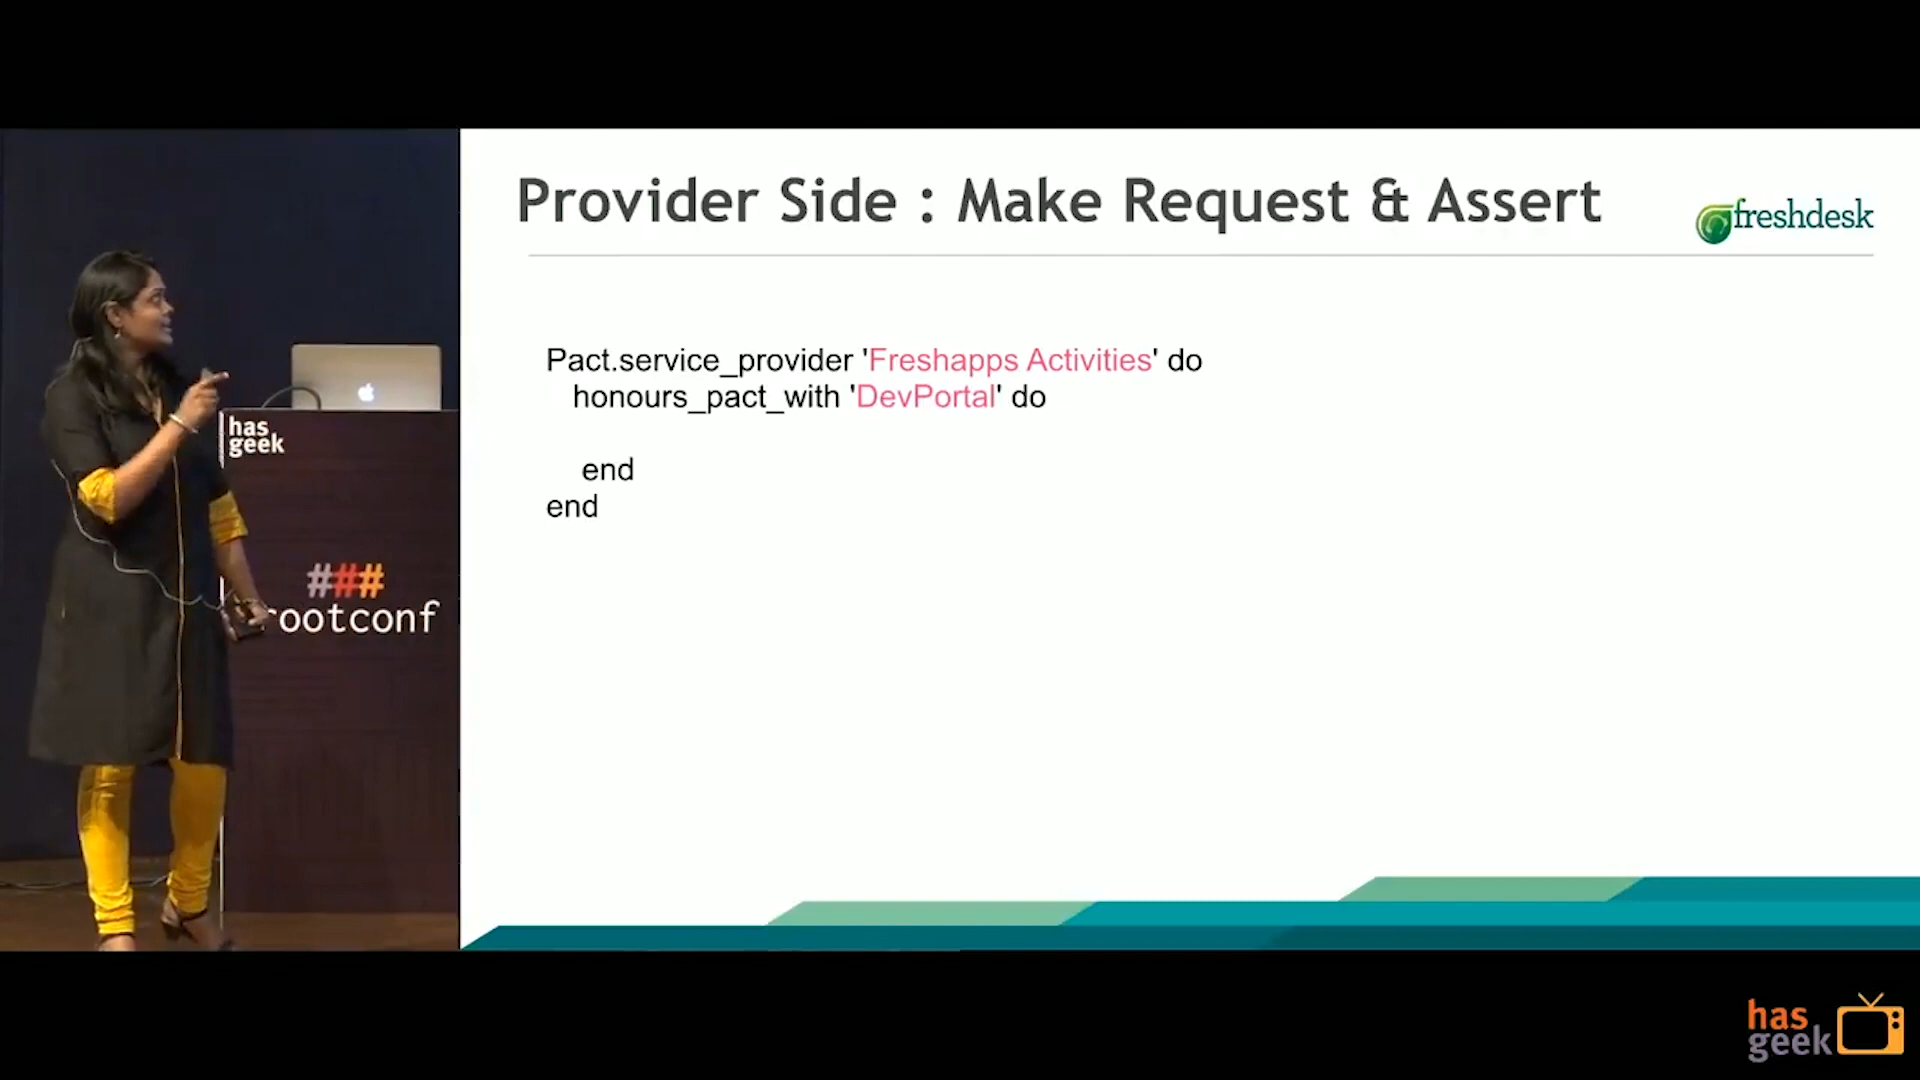 Provider Side : Make Request & Assert
freshdesk
Pact.service_provider 'Freshapps Activities' do
honours_pact_with 'DevPortal' do
end
end
has
geek
###
rootconf
has
geek